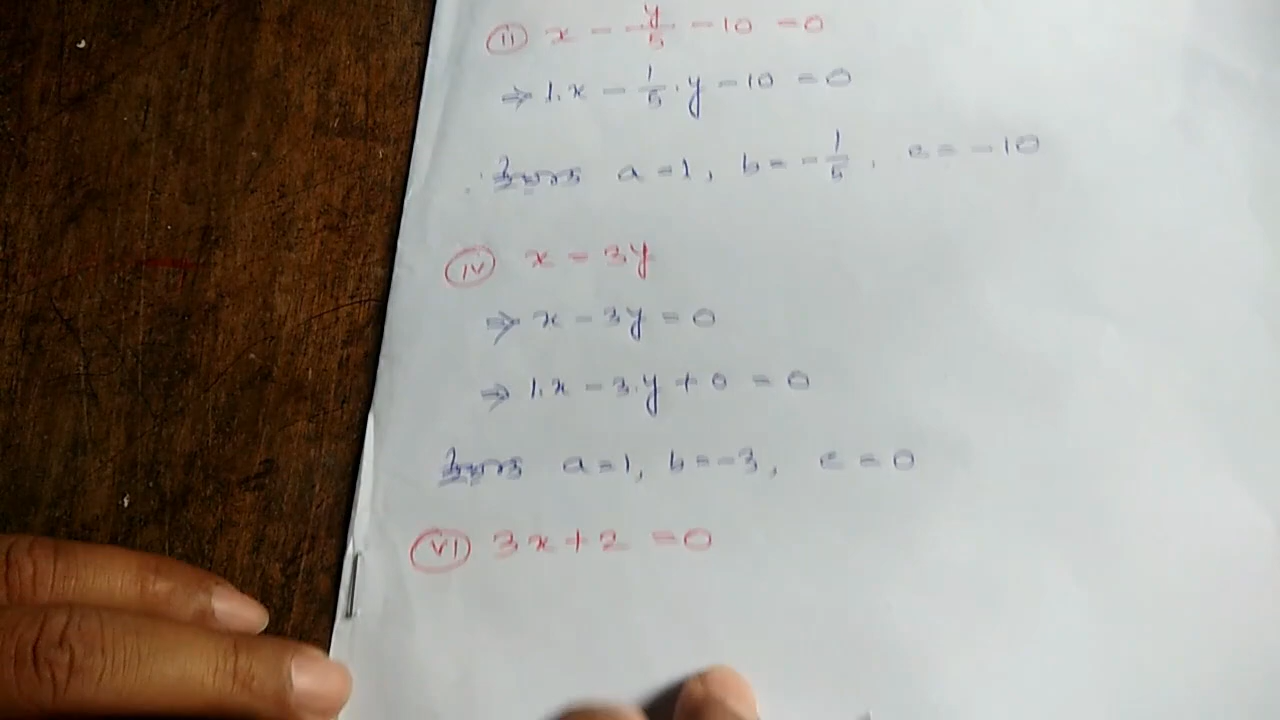 (ii) x - y/5 - 10 = 0
⇒ 1.x - 1/5 . y - 10 = 0
a = 1, b = - 1/5, c = -10
(iv) x = 3y
⇒ x - 3y = 0
⇒ 1.x - 3.y + 0 = 0
a = 1, b = -3, c = 0
(vi) 3x + 2 = 0